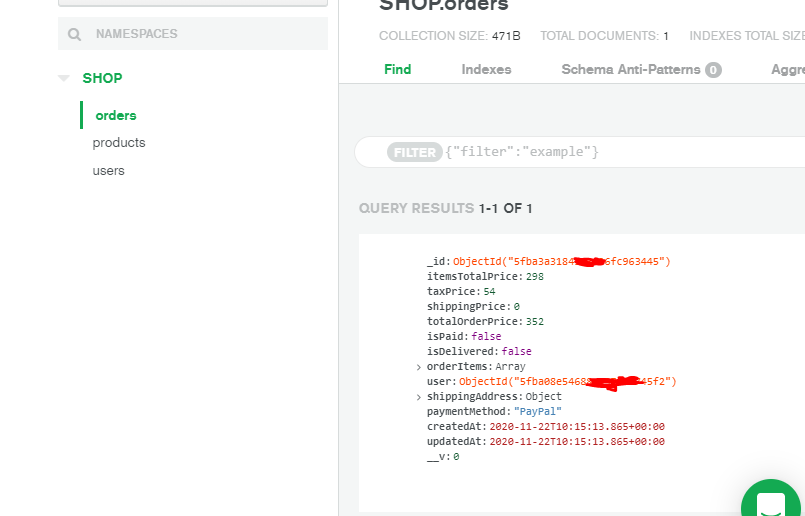 SHOP.orders
COLLECTION SIZE: 471B TOTAL DOCUMENTS: 1 INDEXES TOTAL SIZE
NAMESPACES
Find Indexes Schema Anti-Patterns 0
SHOP
orders
products
users
FILTER {"filter":"example"}
QUERY RESULTS 1-1 OF 1
_id: ObjectId("5fba3a3184 6fc963445")
itemsTotalPrice: 298
taxPrice: 54
shippingPrice: 0
totalOrderPrice: 352
isPaid: false
isDelivered: false
orderItems: Array
user: ObjectId("5fba08e5468 45f2")
shippingAddress: Object
paymentMethod: "PayPal"
createdAt: 2020-11-22T10:15:13.865+00:00
updatedAt: 2020-11-22T10:15:13.865+00:00
__v: 0